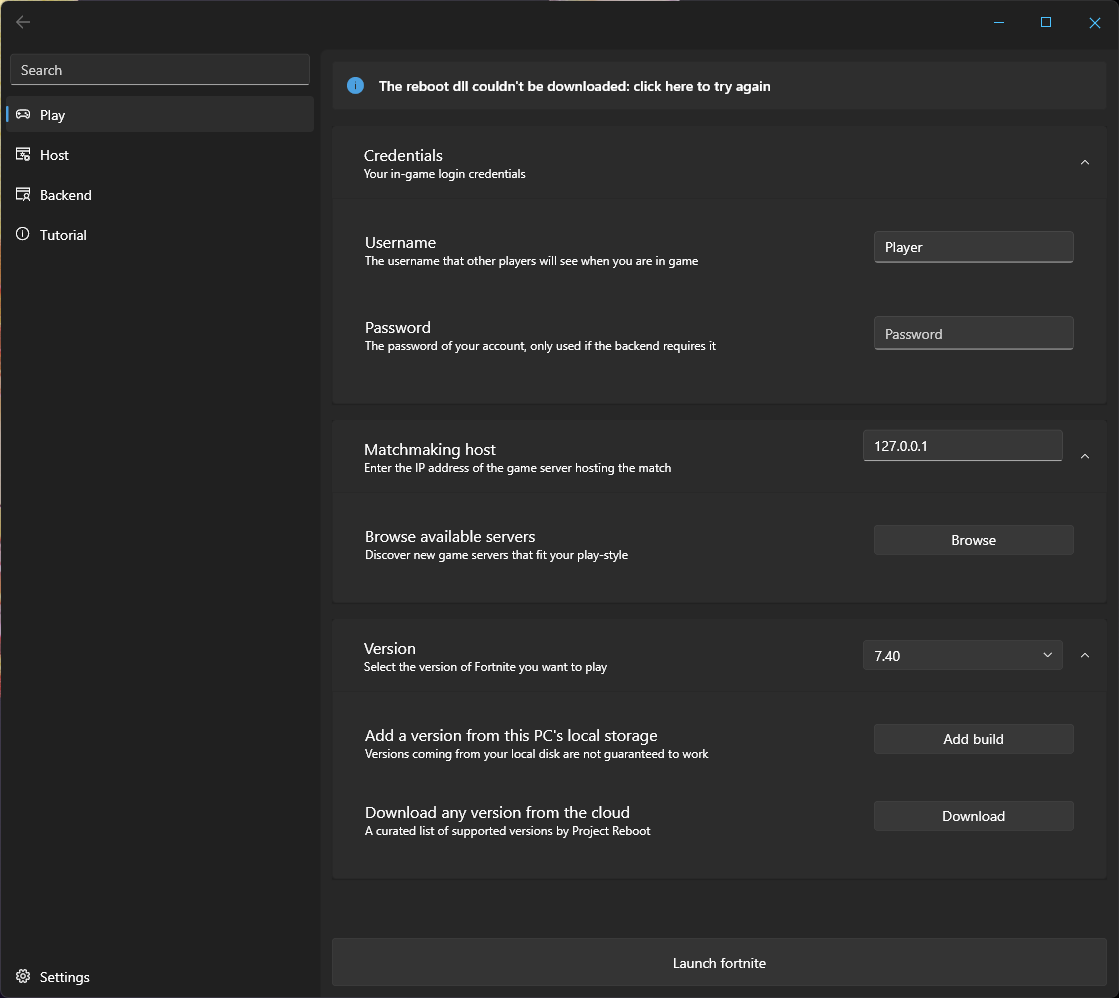 Search
Play
Host
Backend
Tutorial
Settings
The reboot dll couldn't be downloaded: click here to try again
Credentials
Your in-game login credentials
Username
The username that other players will see when you are in game
Player
Password
The password of your account, only used if the backend requires it
Password
Matchmaking host
Enter the IP address of the game server hosting the match
127.0.0.1
Browse available servers
Discover new game servers that fit your play-style
Browse
Version
Select the version of Fortnite you want to play
7.40
Add a version from this PC's local storage
Versions coming from your local disk are not guaranteed to work
Add build
Download any version from the cloud
A curated list of supported versions by Project Reboot
Download
Launch fortnite